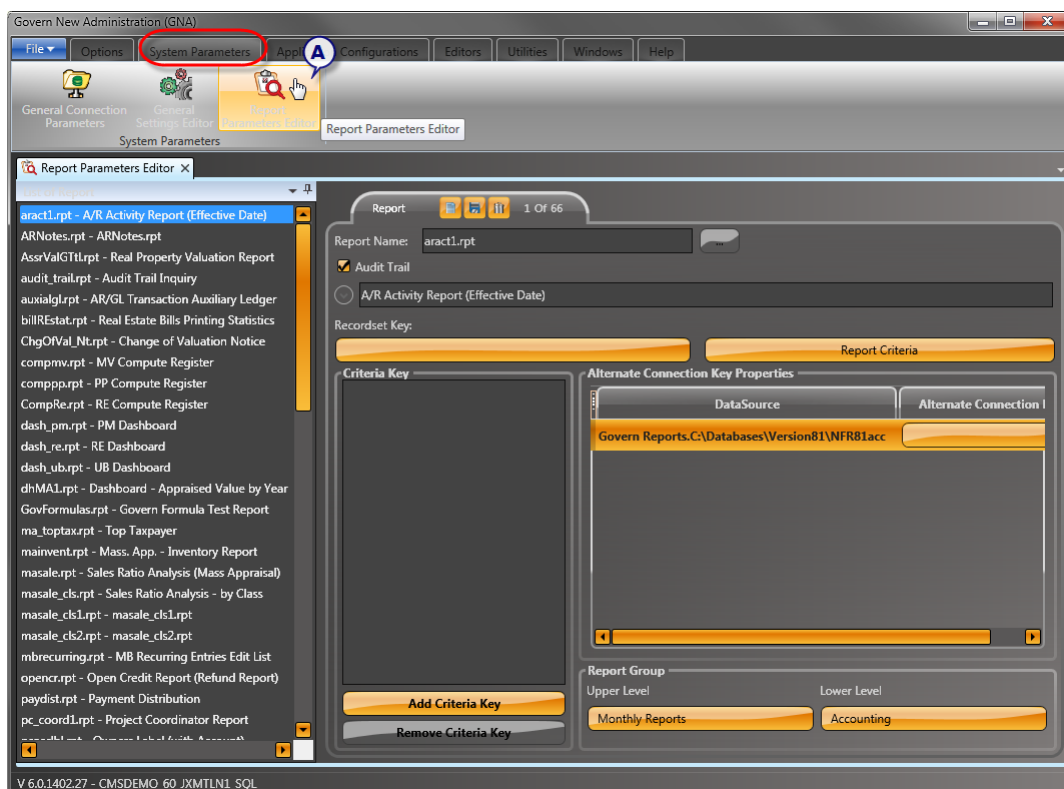 Govern New Administration (GNA)
File Options System Parameters Appl A Configurations Editors Utilities Windows Help
General Connection Parameters
General Settings Editor
Report Parameters Editor
System Parameters
Report Parameters Editor
Report Parameters Editor X
aract1.rpt - A/R Activity Report (Effective Date)
ARNotes.rpt - ARNotes.rpt
AssrValGTtl.rpt - Real Property Valuation Report
audit_trail.rpt - Audit Trail Inquiry
auxialgl.rpt - AR/GL Transaction Auxiliary Ledger
billREstat.rpt - Real Estate Bills Printing Statistics
ChgOfVal_Nt.rpt - Change of Valuation Notice
compmv.rpt - MV Compute Register
comppp.rpt - PP Compute Register
CompRe.rpt - RE Compute Register
dash_pm.rpt - PM Dashboard
dash_re.rpt - RE Dashboard
dash_ub.rpt - UB Dashboard
dhMA1.rpt - Dashboard - Appraised Value by Year
GovFormulas.rpt - Govern Formula Test Report
ma_toptax.rpt - Top Taxpayer
mainvent.rpt - Mass. App. - Inventory Report
masale.rpt - Sales Ratio Analysis (Mass Appraisal)
masale_cls.rpt - Sales Ratio Analysis - by Class
masale_cls1.rpt - masale_cls1.rpt
masale_cls2.rpt - masale_cls2.rpt
mbrecurring.rpt - MB Recurring Entries Edit List
opencr.rpt - Open Credit Report (Refund Report)
paydist.rpt - Payment Distribution
pc_coord1.rpt - Project Coordinator Report
Report 1 Of 66
Report Name: aract1.rpt ...
Audit Trail
A/R Activity Report (Effective Date)
Recordset Key:
Report Criteria
Criteria Key
Add Criteria Key
Remove Criteria Key
Alternate Connection Key Properties
DataSource Alternate Connection
Govern Reports.C:\Databases\Version81\NFR81acc
Report Group
Upper Level Lower Level
Monthly Reports Accounting
V 6.0.1402.27 - CMSDEMO_60_JXMTLN1_SQL